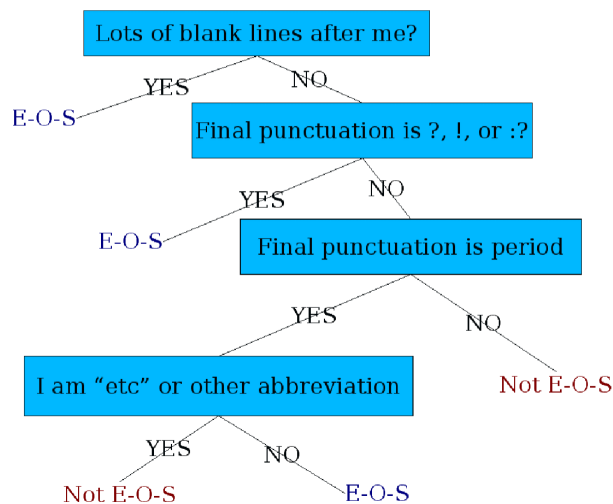 Lots of blank lines after me?
YES
NO
E-O-S
Final punctuation is ?, !, or :?
YES
NO
E-O-S
Final punctuation is period
YES
NO
I am “etc” or other abbreviation
Not E-O-S
YES
NO
Not E-O-S
E-O-S